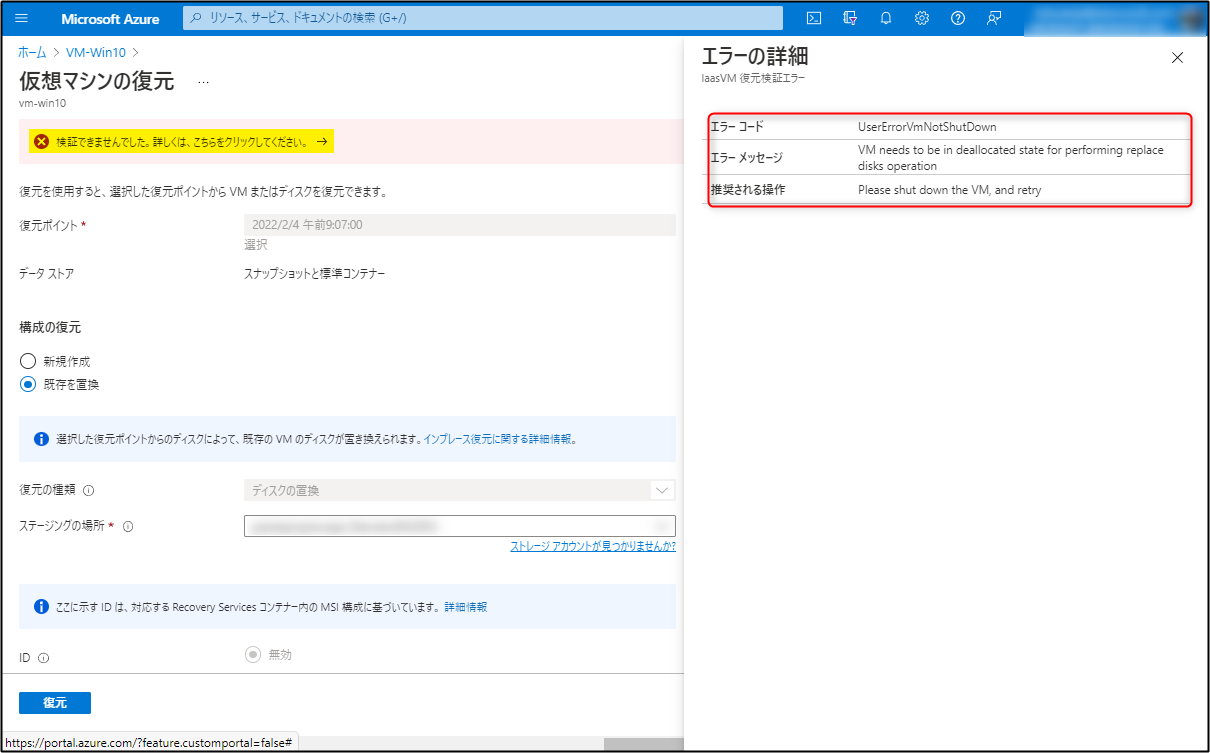 Microsoft Azure
リソース、サービス、ドキュメントの検索 (G+/)
ホーム > VM-Win10 >
仮想マシンの復元 ...
vm-win10
検証できませんでした。詳しくは、こちらをクリックしてください。 →
復元を使用すると、選択した復元ポイントから VM またはディスクを復元できます。
復元ポイント *
2022/2/4 午前9:07:00
選択
データ ストア
スナップショットと標準コンテナー
構成の復元
新規作成
既存を置換
選択した復元ポイントからのディスクによって、既存の VM のディスクが置き換えられます。インプレース復元に関する詳細情報。
復元の種類
ディスクの置換
ステージングの場所 *
ストレージ アカウントが見つかりませんか?
ここに示す ID は、対応する Recovery Services コンテナー内の MSI 構成に基づいています。 詳細情報
ID
無効
復元
https://portal.azure.com/?feature.customportal=false#
エラーの詳細
IaasVM 復元検証エラー
エラー コード
UserErrorVmNotShutDown
エラー メッセージ
VM needs to be in deallocated state for performing replace
disks operation
推奨される操作
Please shut down the VM, and retry